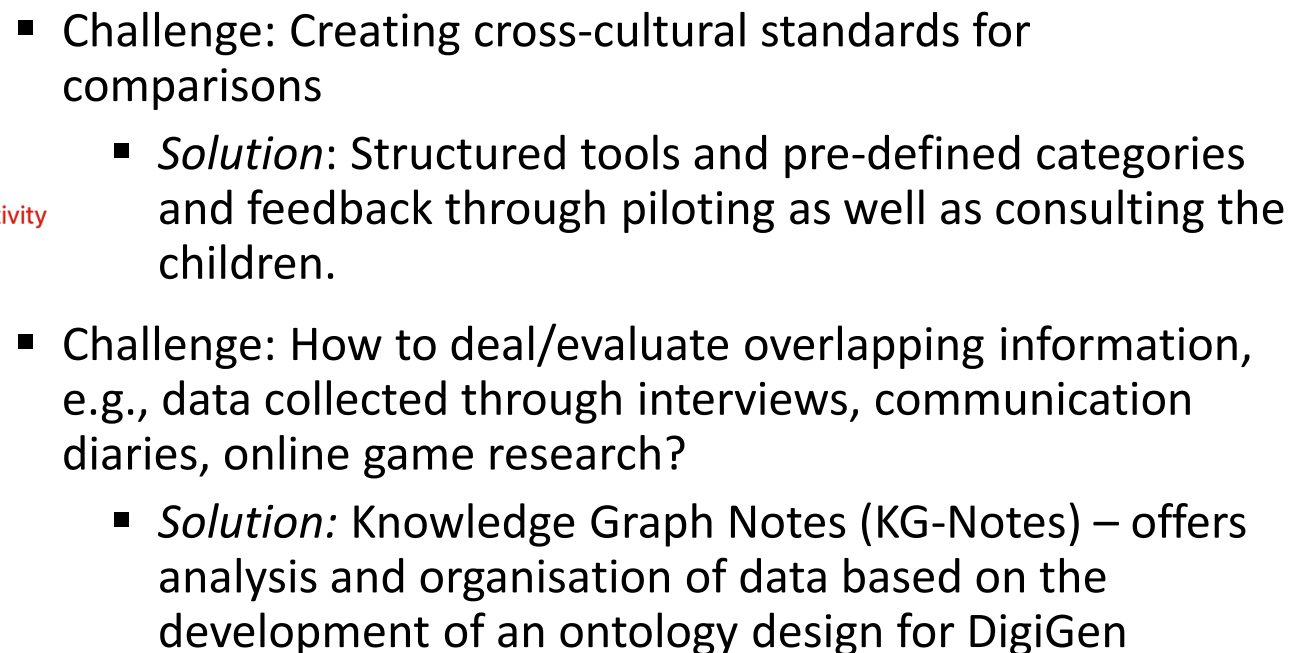 ▪ Challenge: Creating cross-cultural standards for
comparisons
▪ Solution: Structured tools and pre-defined categories
and feedback through piloting as well as consulting the
children.
▪ Challenge: How to deal/evaluate overlapping information,
e.g., data collected through interviews, communication
diaries, online game research?
▪ Solution: Knowledge Graph Notes (KG-Notes) – offers
analysis and organisation of data based on the
development of an ontology design for DigiGen